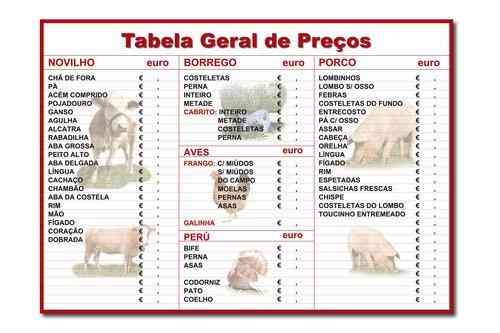 Tabela Geral de Preços
NOVILHO euro
CHÃ DE FORA € ,
PÁ € ,
ACÉM COMPRIDO € ,
POJADOURO € ,
GANSO € ,
AGULHA € ,
ALCATRA € ,
RABADILHA € ,
ABA GROSSA € ,
PEITO ALTO € ,
ABA DELGADA € ,
LÍNGUA € ,
CACHAÇO € ,
CHAMBÃO € ,
ABA DA COSTELA € ,
RIM € ,
MÃO € ,
FÍGADO € ,
CORAÇÃO € ,
DOBRADA € ,
€ ,
€ ,
€ ,
€ ,
€ ,
€ ,
BORREGO euro
COSTELETAS € ,
PERNA € ,
INTEIRO € ,
METADE € ,
CABRITO: INTEIRO € ,
METADE € ,
COSTELETAS € ,
PERNA € ,
AVES euro
FRANGO: C/ MIÚDOS € ,
S/ MIÚDOS € ,
DO CAMPO € ,
MOELAS € ,
PERNAS € ,
ASAS € ,
GALINHA € ,
PERÚ euro
BIFE € ,
PERNA € ,
ASAS € ,
CODORNIZ € ,
PATO € ,
COELHO € ,
PORCO euro
LOMBINHOS € ,
LOMBO S/ OSSO € ,
FEBRAS € ,
COSTELETAS DO FUNDO € ,
ENTRECOSTO € ,
PÁ C/ OSSO € ,
ASSAR € ,
CABEÇA € ,
ORELHA € ,
LÍNGUA € ,
FÍGADO € ,
RIM € ,
ESPETADAS € ,
SALSICHAS FRESCAS € ,
CHISPE € ,
COSTELETAS DO LOMBO € ,
TOUCINHO ENTREMEADO € ,
€ ,
€ ,
€ ,
€ ,
€ ,
€ ,
€ ,
€ ,
€ ,